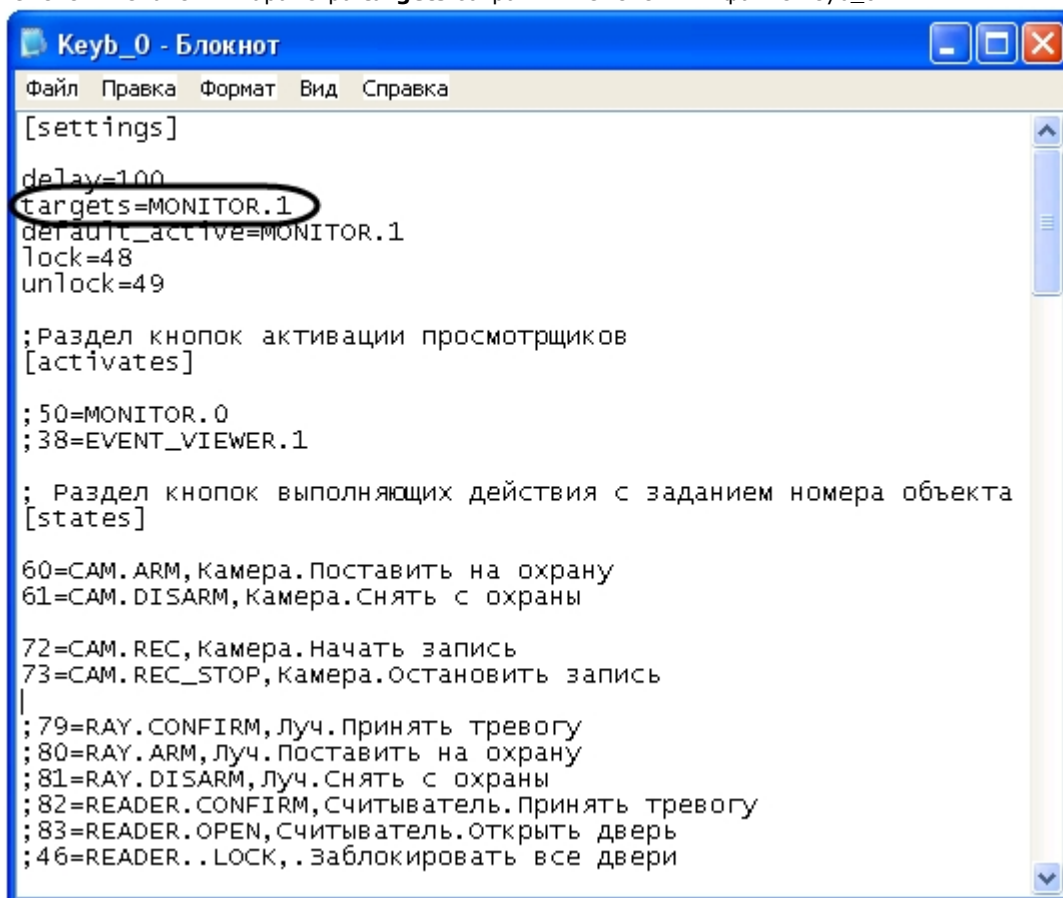 targets
Keyb_0 - Блокнот
Файл Правка Формат Вид Справка
[settings]
delay=100
targets=MONITOR.1
default_active=MONITOR.1
lock=48
unlock=49
;Раздел кнопок активации просмотрщиков
[activates]
;50=MONITOR.0
;38=EVENT_VIEWER.1
; Раздел кнопок выполняющих действия с заданием номера объекта
[states]
60=CAM.ARM,Камера.Поставить на охрану
61=CAM.DISARM,Камера.Снять с охраны
72=CAM.REC,Камера.Начать запись
73=CAM.REC_STOP,Камера.Остановить запись
;79=RAY.CONFIRM,Луч.Принять тревогу
;80=RAY.ARM,Луч.Поставить на охрану
;81=RAY.DISARM,Луч.Снять с охраны
;82=READER.CONFIRM,Считыватель.Принять тревогу
;83=READER.OPEN,Считыватель.Открыть дверь
;46=READER..LOCK,.Заблокировать все двери